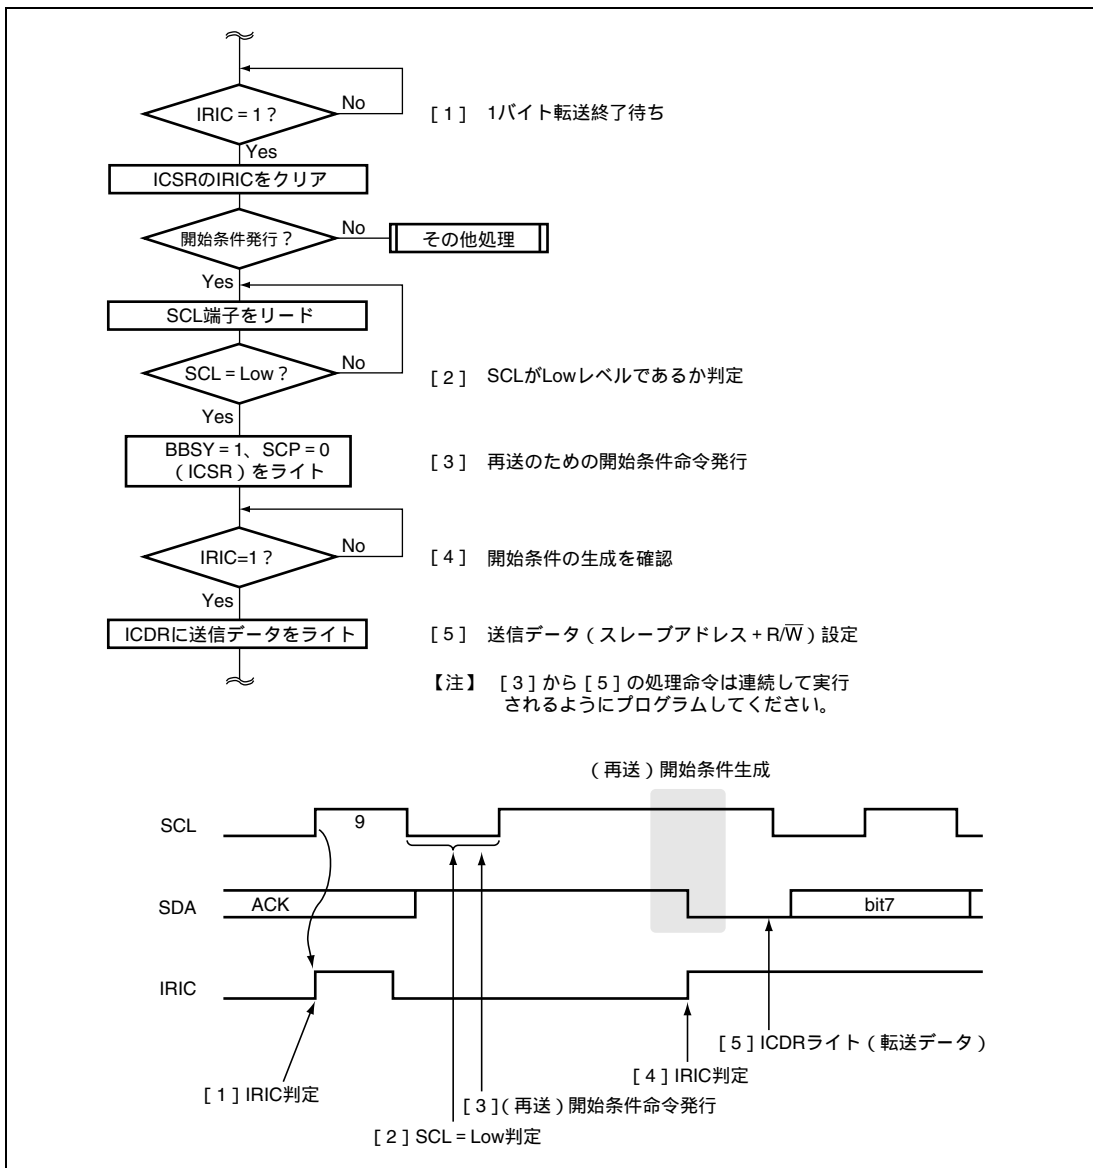 IRIC = 1 ?
No
[ 1 ] 1バイト転送終了待ち
Yes
ICSRのIRICをクリア
開始条件発行 ?
No
その他処理
Yes
SCL端子をリード
SCL = Low ?
No
[ 2 ] SCLがLowレベルであるか判定
Yes
BBSY = 1、SCP = 0
( ICSR ) をライト
[ 3 ] 再送のための開始条件命令発行
IRIC=1 ?
No
[ 4 ] 開始条件の生成を確認
Yes
ICDRに送信データをライト
[ 5 ] 送信データ ( スレーブアドレス + R/W̅ ) 設定
【注】 [ 3 ] から [ 5 ] の処理命令は連続して実行
されるようにプログラムしてください。
( 再送 ) 開始条件生成
SCL
9
SDA
ACK
bit7
IRIC
[ 5 ] ICDRライト ( 転送データ )
[ 4 ] IRIC判定
[ 1 ] IRIC判定
[ 3 ] ( 再送 ) 開始条件命令発行
[ 2 ] SCL = Low判定